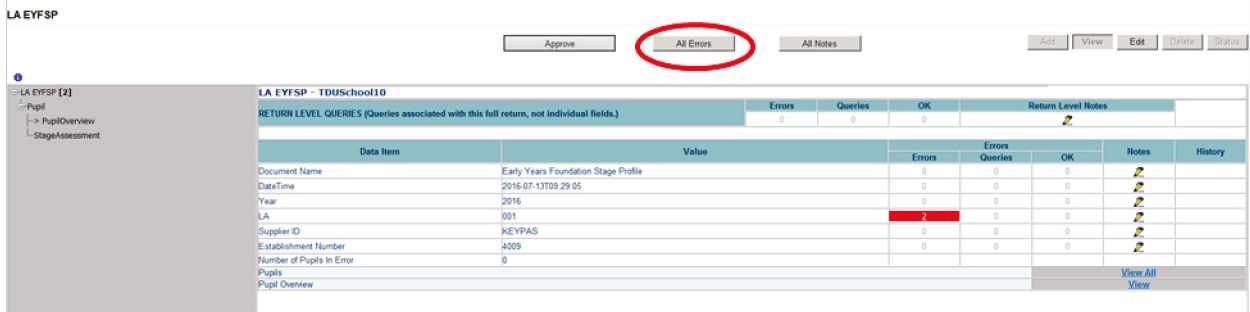 LA EYFSP
Approve All Errors All Notes Add View Edit Delete Status
LA EYFSP [2]
Pupil
--> PupilOverview
StageAssessment
LA EYFSP - TDUSchool10
RETURN LEVEL QUERIES (Queries associated with this full return, not individual fields.) Errors Queries OK Return Level Notes
0 0 0
Data Item Value Errors Notes History
Errors Queries OK
Document Name Early Years Foundation Stage Profile 0 0 0
DateTime 2016-07-13T09:29:05 0 0 0
Year 2016 0 0 0
LA 001 2 0 0
Supplier ID KEYPAS 0 0 0
Establishment Number 4009 0 0 0
Number of Pupils In Error 0
Pupils View All
Pupil Overview View